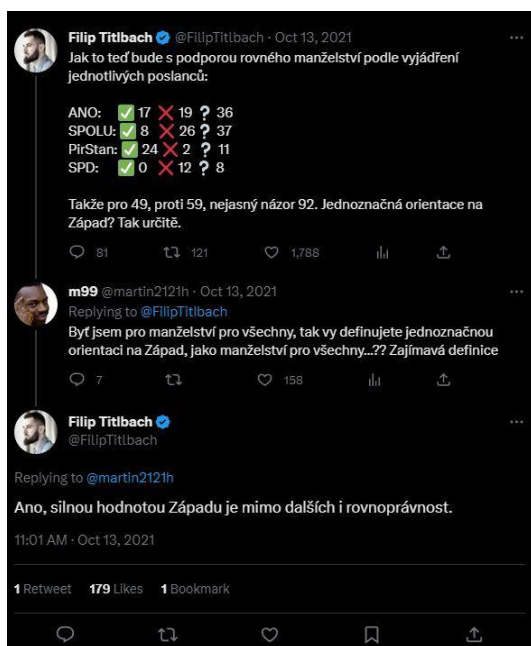 Filip Titlbach @FilipTitlbach · Oct 13, 2021
Jak to teď bude s podporou rovného manželství podle vyjádření
jednotlivých poslanců:
ANO: ✅ 17 ❌ 19 ❔ 36
SPOLU: ✅ 8 ❌ 26 ❔ 37
PirStan: ✅ 24 ❌ 2 ❔ 11
SPD: ✅ 0 ❌ 12 ❔ 8
Takže pro 49, proti 59, nejasný názor 92. Jednoznačná orientace na
Západ? Tak určitě.
81 121 1,788
m99 @martin2121h · Oct 13, 2021
Replying to @FilipTitlbach
Byť jsem pro manželství pro všechny, tak vy definujete jednoznačnou
orientaci na Západ, jako manželství pro všechny...?? Zajímavá definice
7 158
Filip Titlbach
@FilipTitlbach
Replying to @martin2121h
Ano, silnou hodnotou Západu je mimo dalších i rovnoprávnost.
11:01 AM · Oct 13, 2021
1 Retweet 179 Likes 1 Bookmark